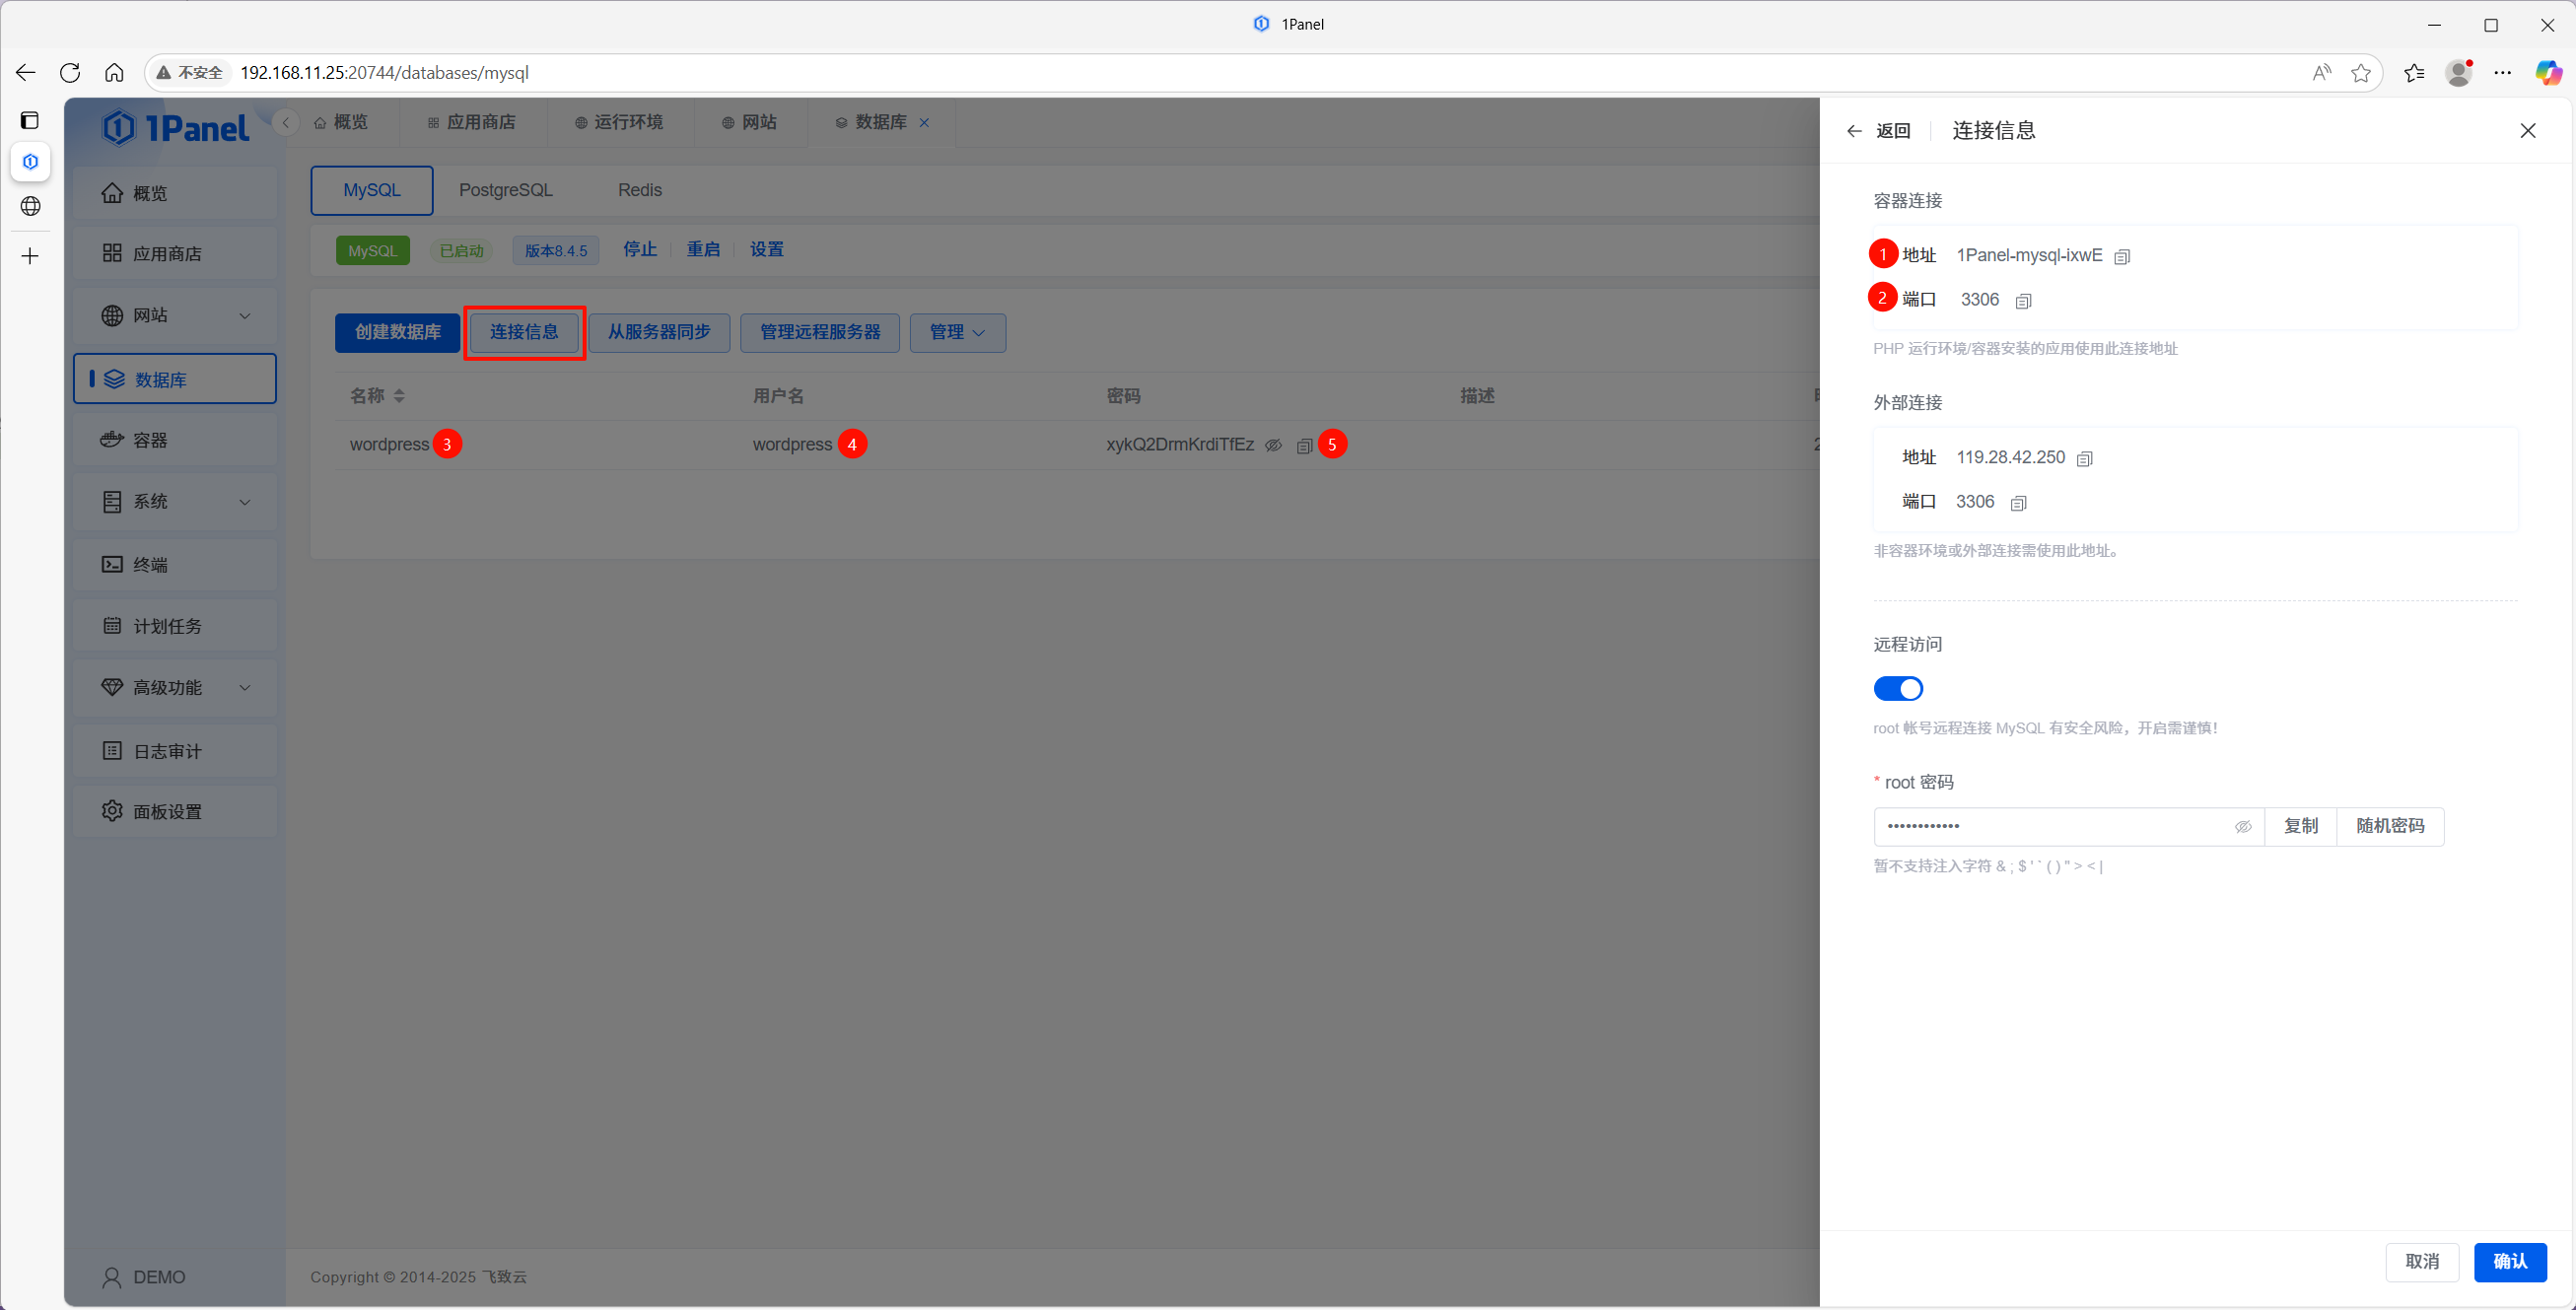 1Panel
不安全 192.168.11.25:20744/databases/mysql
1Panel
概览 应用商店 运行环境 网站 数据库
概览
应用商店
网站
数据库
容器
系统
终端
计划任务
高级功能
日志审计
面板设置
DEMO
MySQL PostgreSQL Redis
MySQL 已启动 版本8.4.5 停止 重启 设置
创建数据库 连接信息 从服务器同步 管理远程服务器 管理
名称 用户名 密码 描述
wordpress 3 wordpress 4 xykQ2DrmKrdiTfEz 5
Copyright © 2014-2025 飞致云
返回 连接信息
容器连接
1 地址 1Panel-mysql-ixwE
2 端口 3306
PHP 运行环境/容器安装的应用使用此连接地址
外部连接
地址 119.28.42.250
端口 3306
非容器环境或外部连接需使用此地址。
远程访问
root 帐号远程连接 MySQL 有安全风险，开启需谨慎！
* root 密码
•••••••••••• 复制 随机密码
暂不支持注入字符 & ; $ ' ` ( ) " > < |
取消 确认